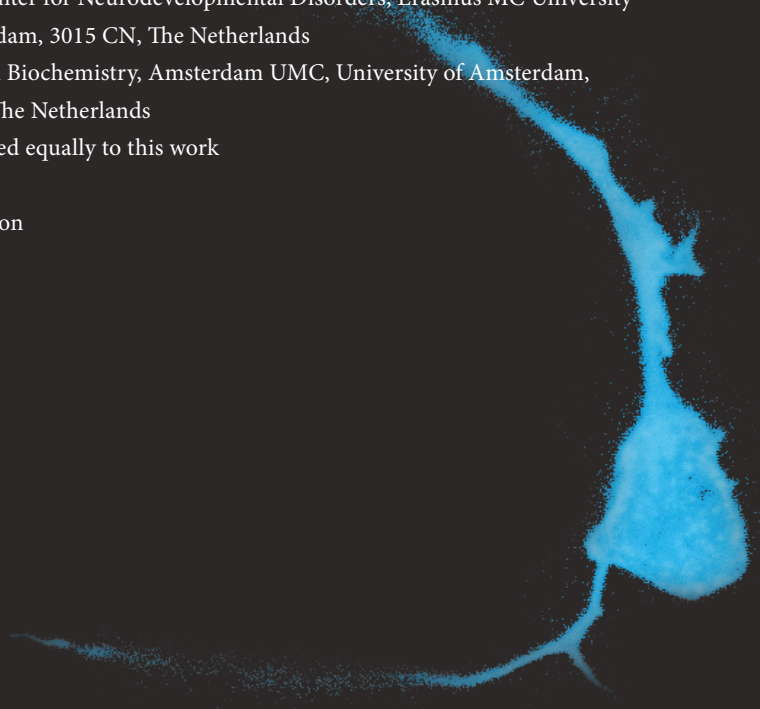 nter for Neurodevelopmental Disorders, Erasmus MC University
dam, 3015 CN, The Netherlands
Biochemistry, Amsterdam UMC, University of Amsterdam,
The Netherlands
ed equally to this work
on